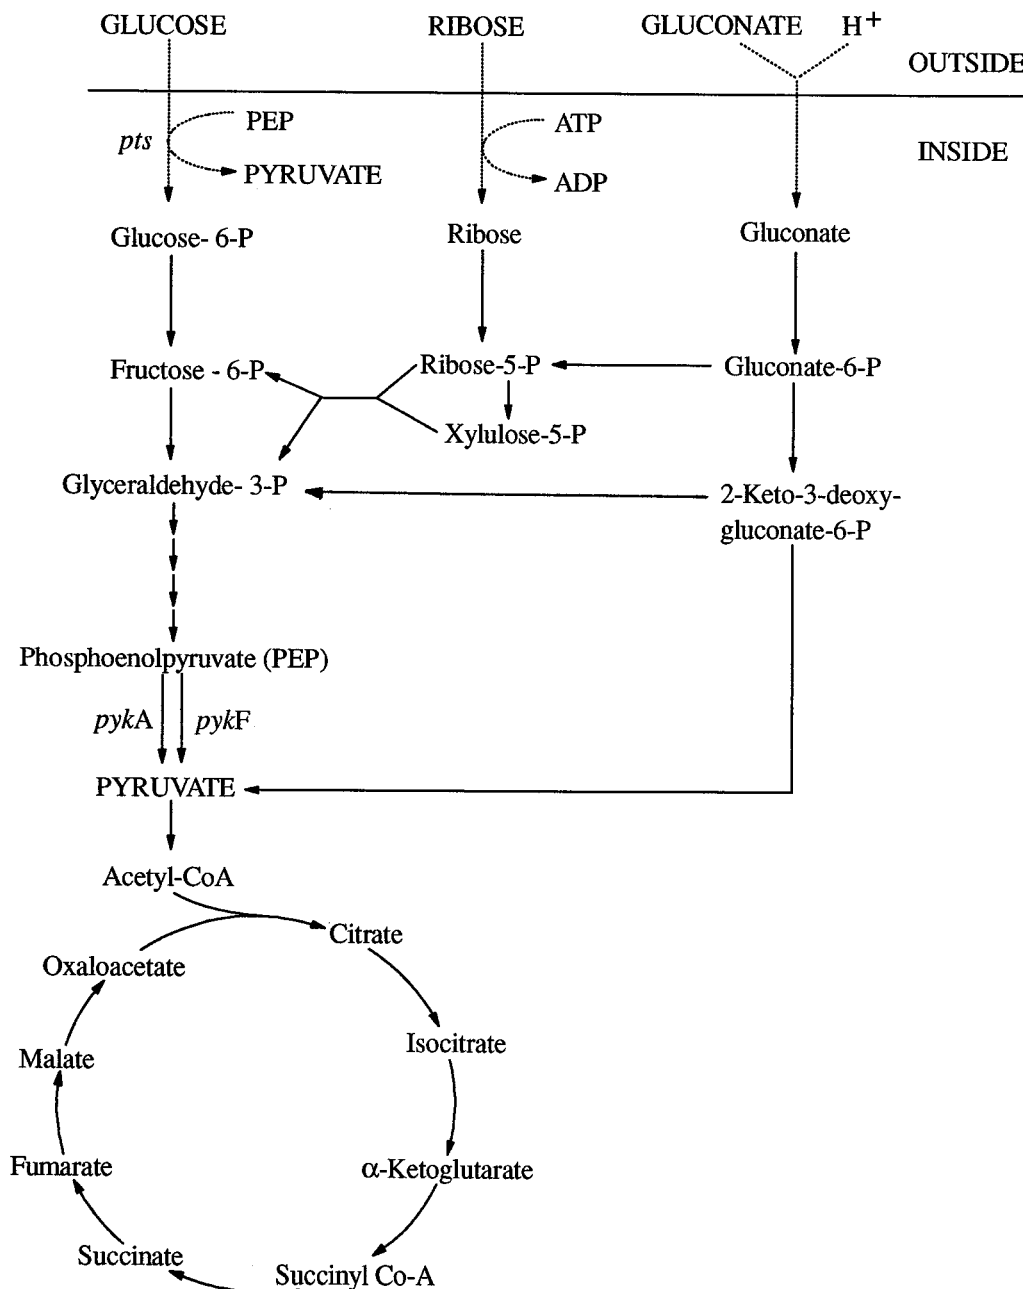 GLUCOSE
RIBOSE
GLUCONATE
H+
OUTSIDE
pts
PEP
PYRUVATE
ATP
ADP
INSIDE
Glucose- 6-P
Ribose
Gluconate
Fructose - 6-P
Ribose-5-P
Gluconate-6-P
Xylulose-5-P
Glyceraldehyde- 3-P
2-Keto-3-deoxy-
gluconate-6-P
Phosphoenolpyruvate (PEP)
pykA
pykF
PYRUVATE
Acetyl-CoA
Citrate
Oxaloacetate
Isocitrate
Malate
α-Ketoglutarate
Fumarate
Succinate
Succinyl Co-A